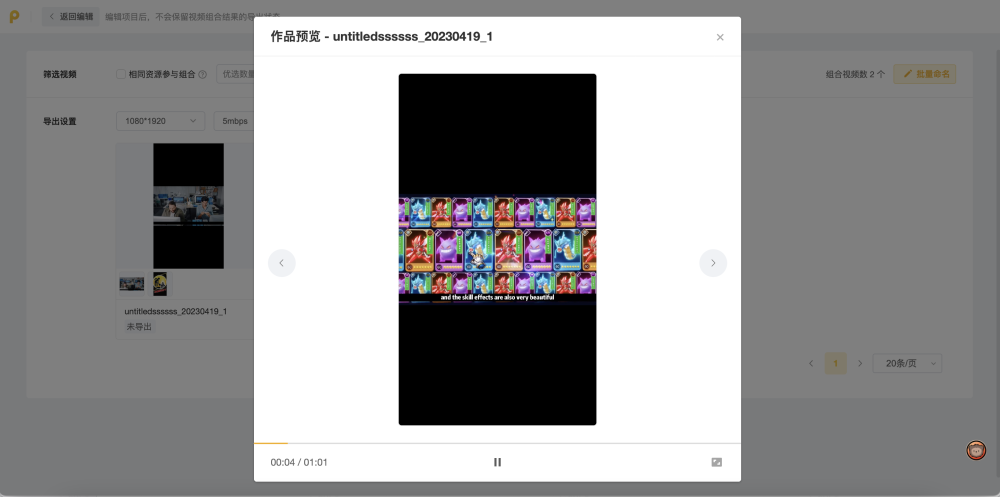 返回编辑
编辑项目后，不会保留视频组合结果的导出
作品预览 - untitledssssss_20230419_1
筛选视频
相同资源参与组合
优选数量
组合视频数 2 个
批量命名
导出设置
1080*1920
5mbps
and the skill effects are also very beautiful
untitledssssss_20230419_1
未导出
1
20条/页
00:04 / 01:01